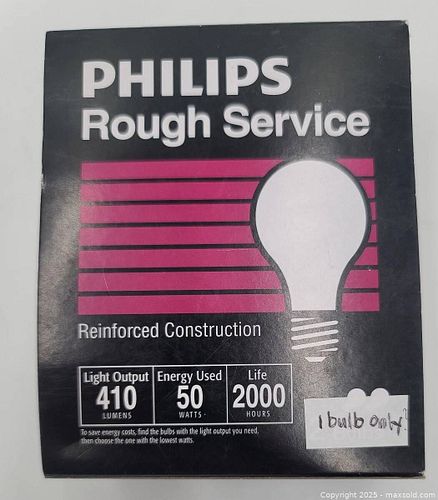 PHILIPS
Rough Service
Reinforced Construction
Light Output
410
LUMENS
Energy Used
50
WATTS
Life
2000
HOURS
To save energy costs, find the bulbs with the light output you need,
then choose the one with the lowest watts.
1 bulb only
Copyright 2025 - maxsold.com